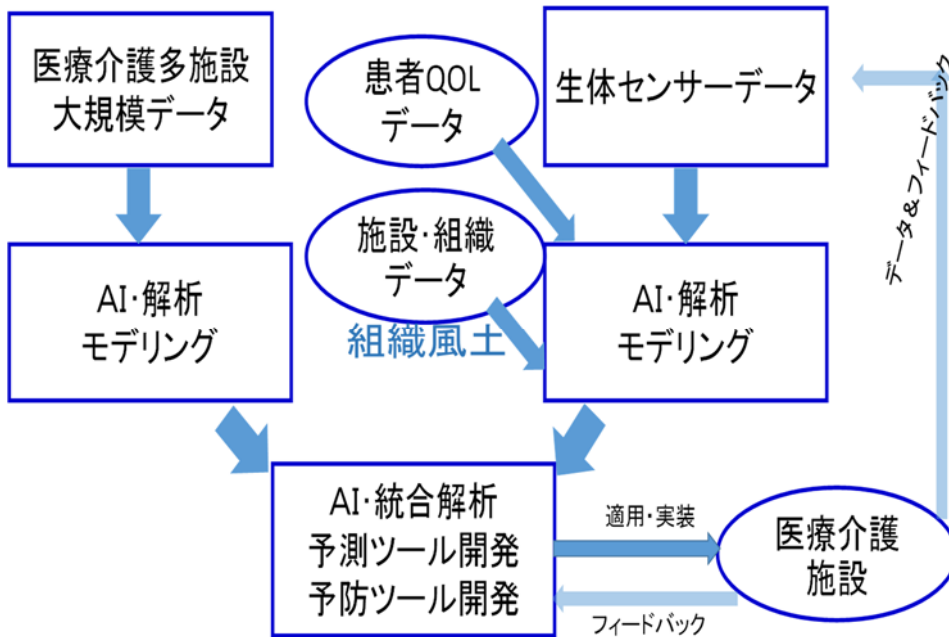 医療介護多施設
大規模データ
患者QOL
データ
生体センサーデータ
データ&フィードバック
施設・組織
データ
組織風土
AI・解析
モデリング
AI・解析
モデリング
AI・統合解析
予測ツール開発
予防ツール開発
適用・実装
フィードバック
医療介護
施設